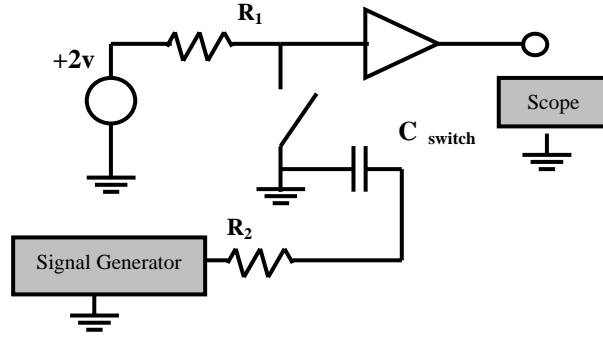 R1
+2v
Scope
C switch
R2
Signal Generator